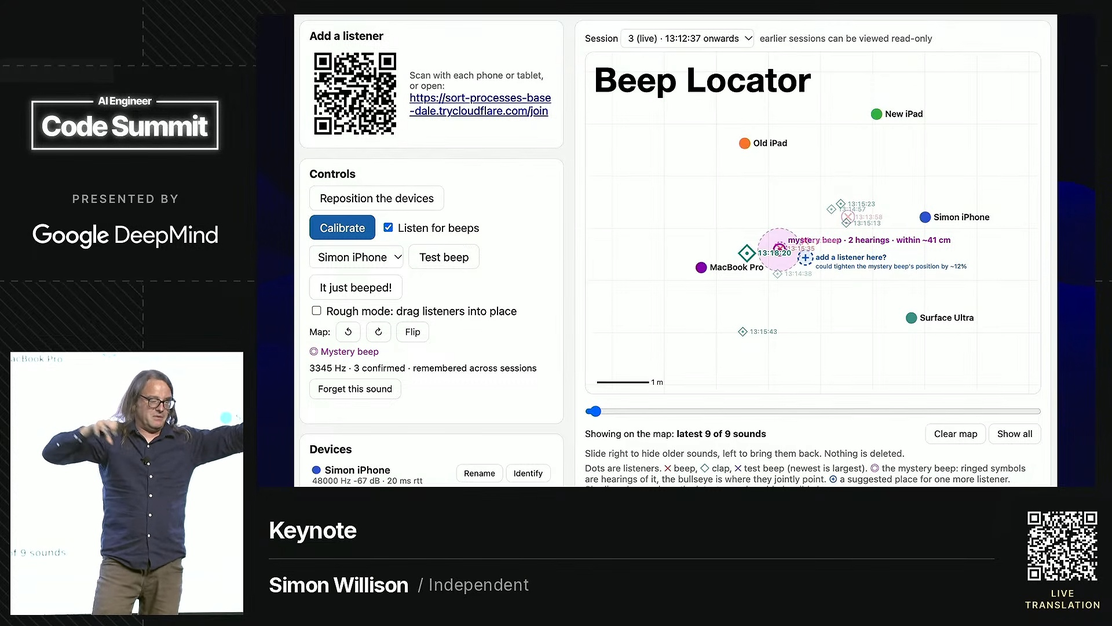 AI Engineer
Code Summit
PRESENTED BY
Google DeepMind
Add a listener
Scan with each phone or tablet,
or open:
https://sort-processes-base
-dale.trycloudflare.com/join
Controls
Reposition the devices
Calibrate
Listen for beeps
Simon iPhone
Test beep
It just beeped!
Rough mode: drag listeners into place
Map:
Flip
Mystery beep
3345 Hz · 3 confirmed · remembered across sessions
Forget this sound
Devices
Simon iPhone
48000 Hz -67 dB · 20 ms rtt
Rename
Identify
Session
3 (live) · 13:12:37 onwards
earlier sessions can be viewed read-only
Beep Locator
New iPad
Old iPad
13:15:23
13:15:13
Simon iPhone
mystery beep · 2 hearings · within ~41 cm
add a listener here?
could tighten the mystery beep's position by ~12%
MacBook Pro
Surface Ultra
13:15:43
1 m
Showing on the map: latest 9 of 9 sounds
Clear map
Show all
Slide right to hide older sounds, left to bring them back. Nothing is deleted.
Dots are listeners. ✕ beep, ◇ clap, ✕ test beep (newest is largest). ◎ the mystery beep: ringed symbols
are hearings of it, the bullseye is where they jointly point. ⊙ a suggested place for one more listener.
acBook Pro
f 9 sounds
Keynote
Simon Willison / Independent
LIVE
TRANSLATION